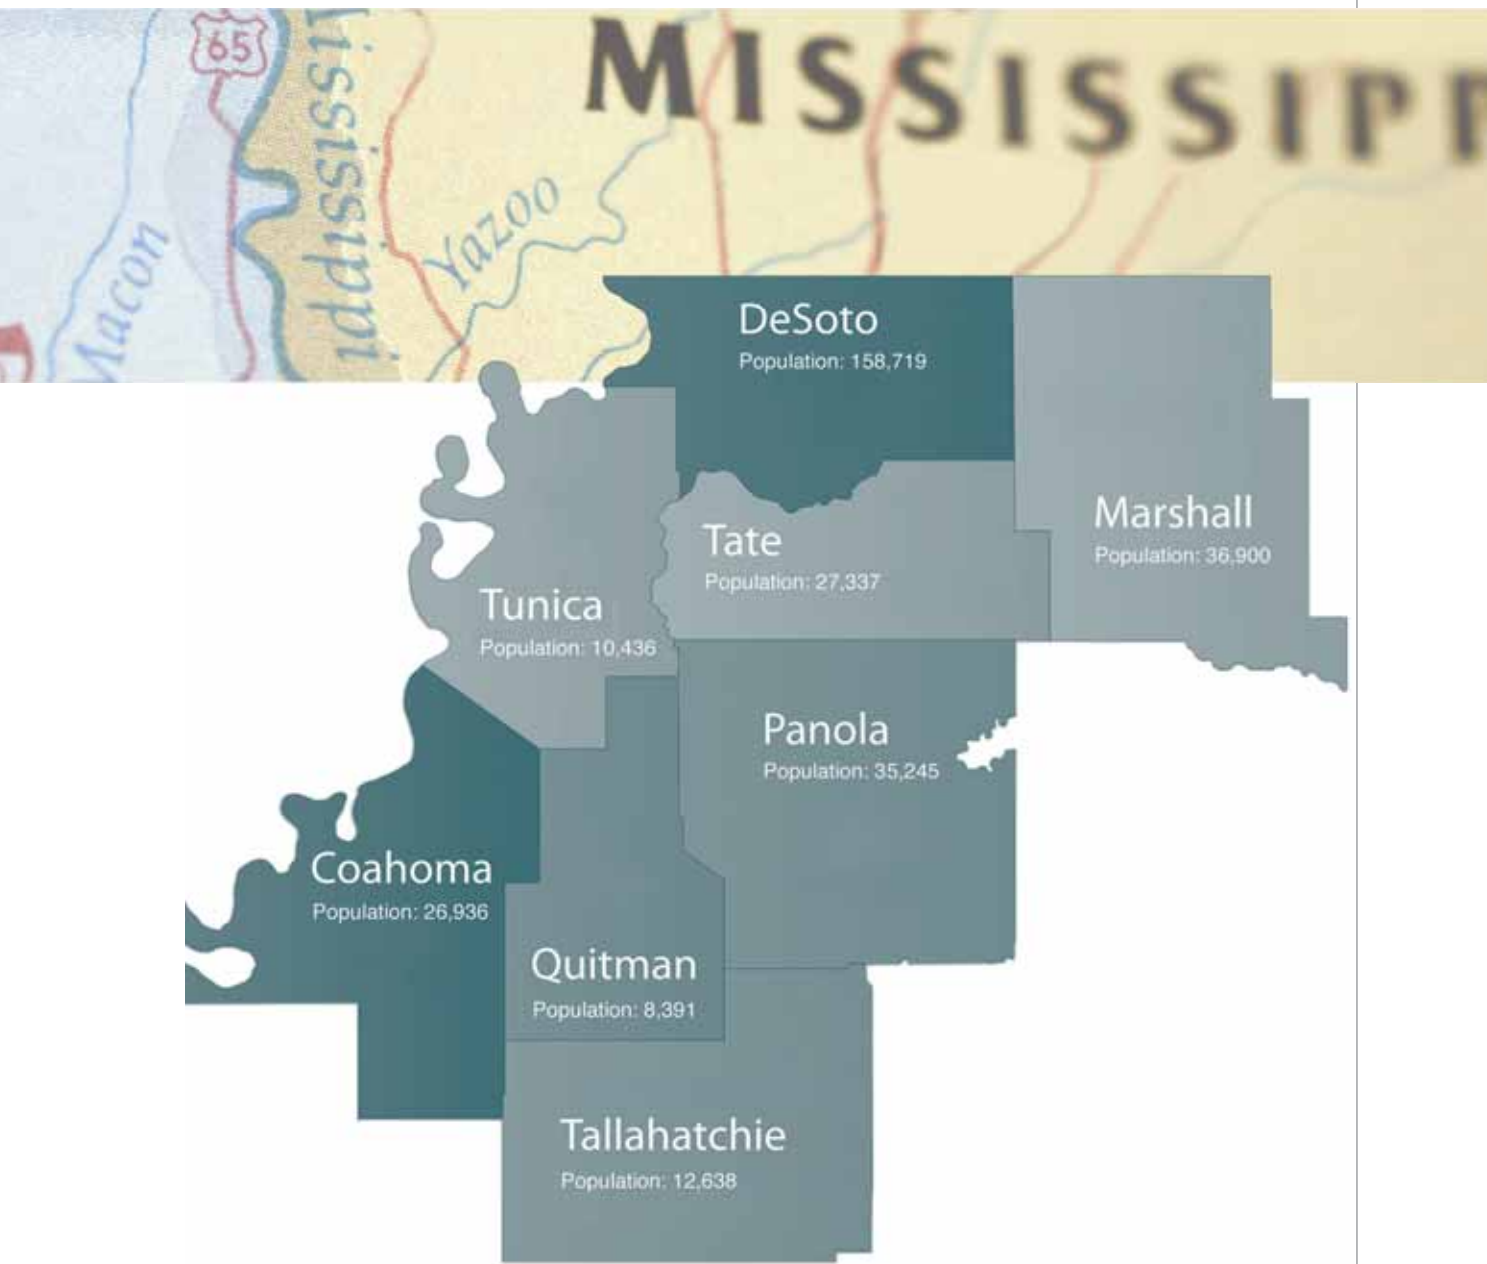 65
Mississippi
MISSISSIPP
Yazoo
Macon
DeSoto
Population: 158,719
Marshall
Population: 36,900
Tate
Population: 27,337
Tunica
Population: 10,436
Panola
Population: 35,245
Coahoma
Population: 26,936
Quitman
Population: 8,391
Tallahatchie
Population: 12,638